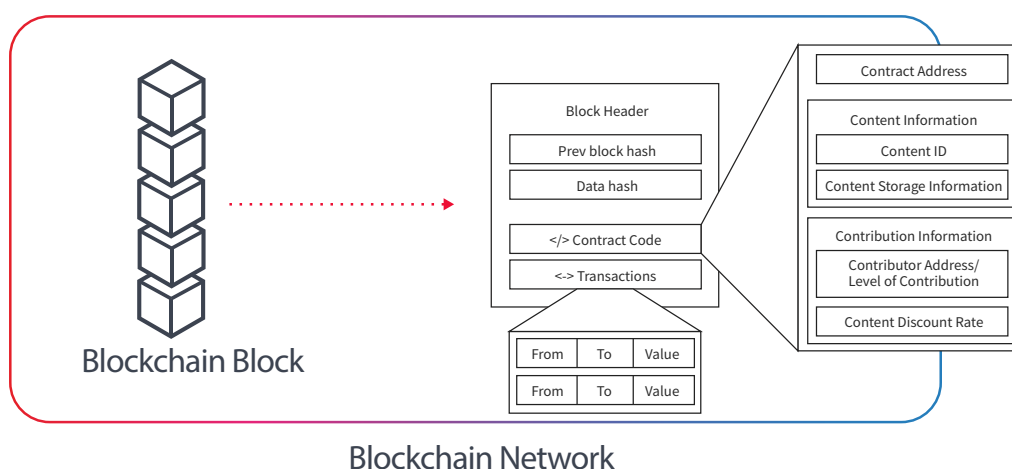 Blockchain Block
Block Header
Prev block hash
Data hash
</> Contract Code
<-> Transactions
From To Value
From To Value
Contract Address
Content Information
Content ID
Content Storage Information
Contribution Information
Contributor Address/
Level of Contribution
Content Discount Rate
Blockchain Network